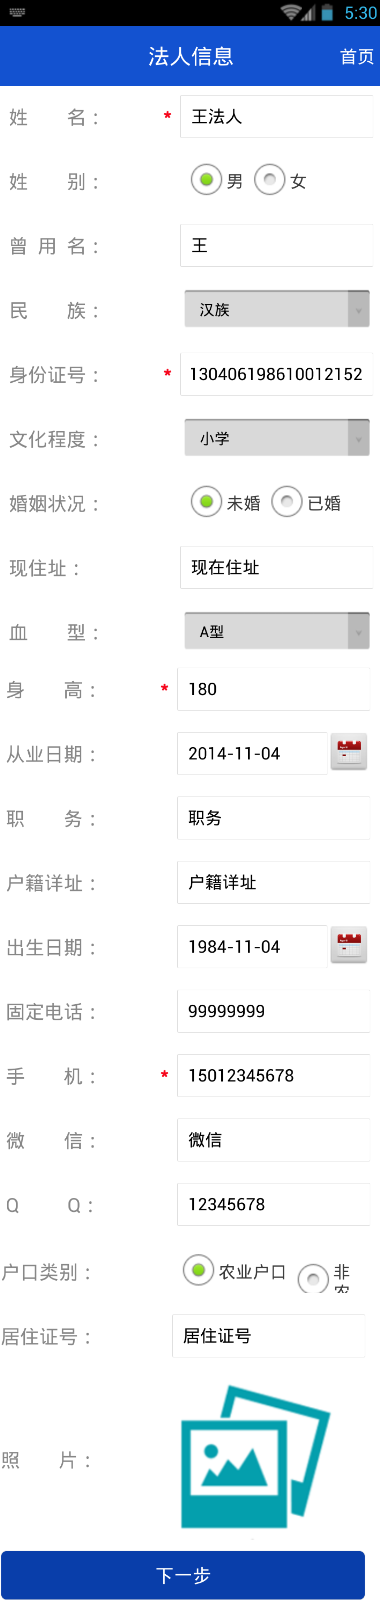 5:30
法人信息 首页
姓 名： * 王法人
姓 别： 男 女
曾 用 名： 王
民 族： 汉族
身份证号： * 130406198610012152
文化程度： 小学
婚姻状况： 未婚 已婚
现住址： 现在住址
血 型： A型
身 高： * 180
从业日期： 2014-11-04
职 务： 职务
户籍详址： 户籍详址
出生日期： 1984-11-04
固定电话： 99999999
手 机： * 15012345678
微 信： 微信
Q Q： 12345678
户口类别： 农业户口 非
农
居住证号： 居住证号
照 片：
下一步